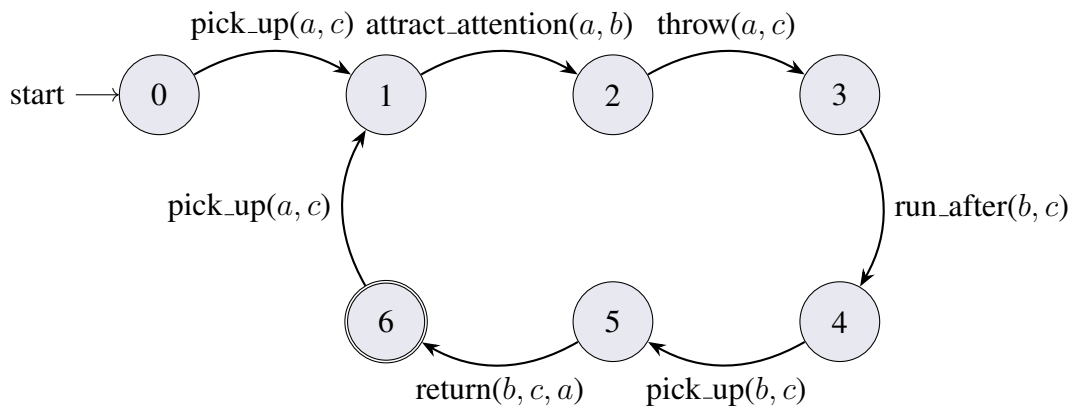 pick_up(a, c) attract_attention(a, b) throw(a, c)
start 0 1 2 3
pick_up(a, c) run_after(b, c)
6 5 4
return(b, c, a) pick_up(b, c)